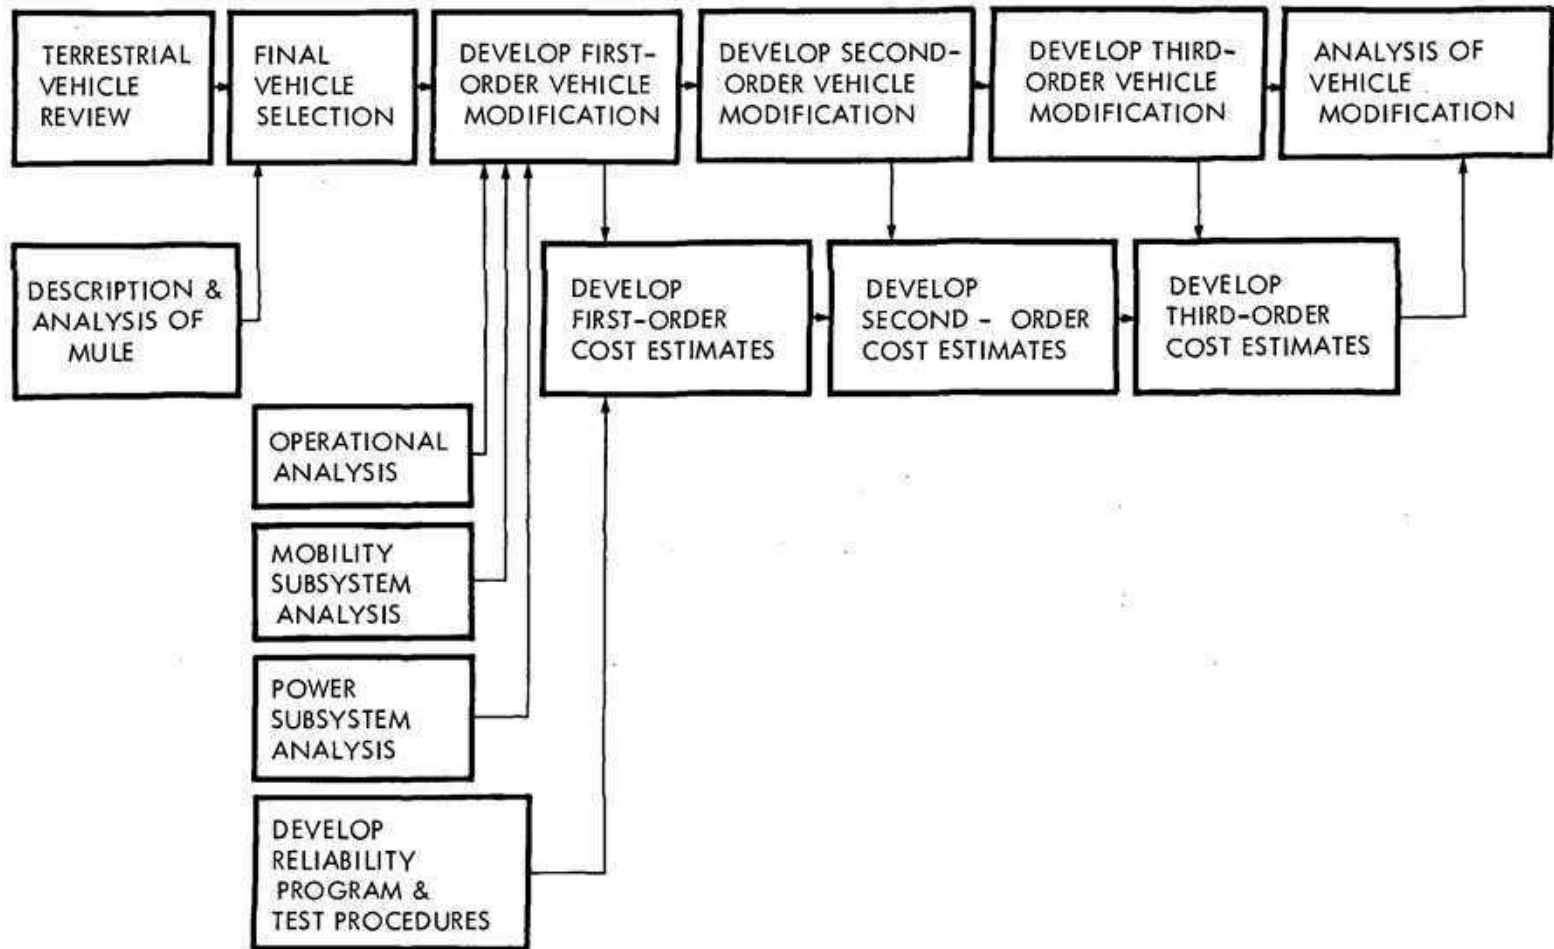 TERRESTRIAL
VEHICLE
REVIEW
FINAL
VEHICLE
SELECTION
DEVELOP FIRST-
ORDER VEHICLE
MODIFICATION
DEVELOP SECOND-
ORDER VEHICLE
MODIFICATION
DEVELOP THIRD-
ORDER VEHICLE
MODIFICATION
ANALYSIS OF
VEHICLE
MODIFICATION
DESCRIPTION &
ANALYSIS OF
MULE
DEVELOP
FIRST-ORDER
COST ESTIMATES
DEVELOP
SECOND - ORDER
COST ESTIMATES
DEVELOP
THIRD-ORDER
COST ESTIMATES
OPERATIONAL
ANALYSIS
MOBILITY
SUBSYSTEM
ANALYSIS
POWER
SUBSYSTEM
ANALYSIS
DEVELOP
RELIABILITY
PROGRAM &
TEST PROCEDURES